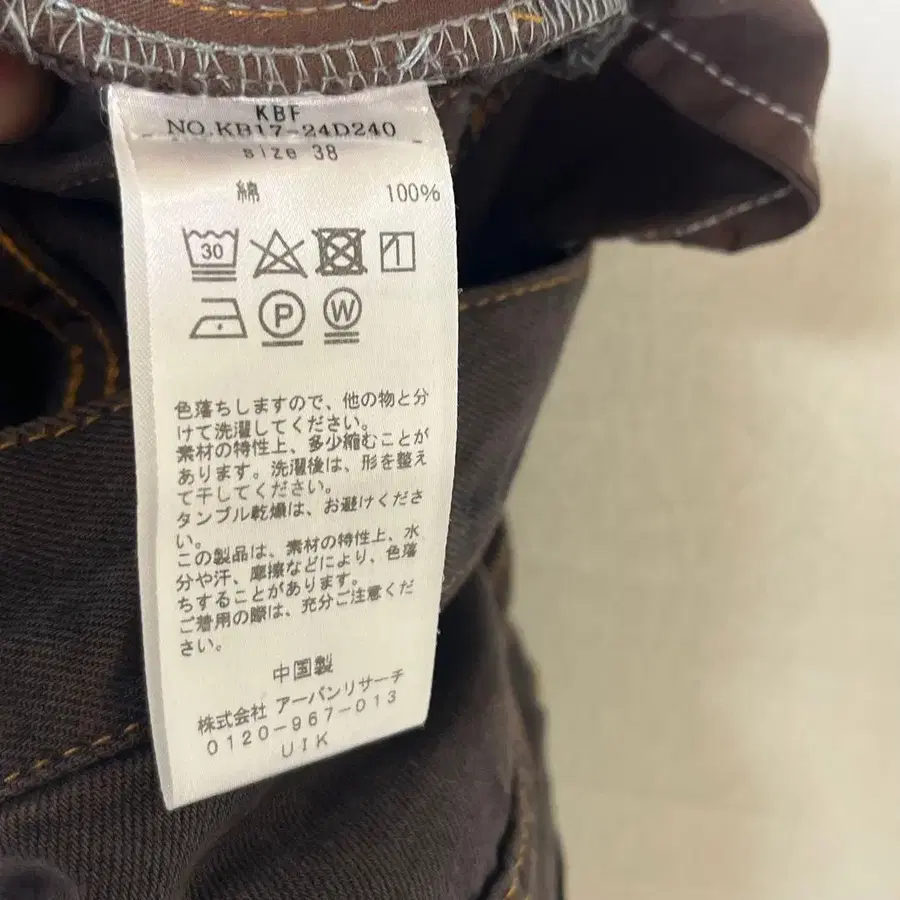 KBF
NO.KB17-24D240
size 38
綿 100%
30
P W
色落ちしますので、他の物と分
けて洗濯してください。
素材の特性上、多少縮むことが
あります。洗濯後は、形を整え
て干してください。
タンブル乾燥は、お避けくださ
い。
この製品は、素材の特性上、水
分や汗、摩擦などにより、色落
ちすることがあります。
ご着用の際は、充分ご注意くだ
さい。
中国製
株式会社 アーバンリサーチ
0120-967-013
UIK